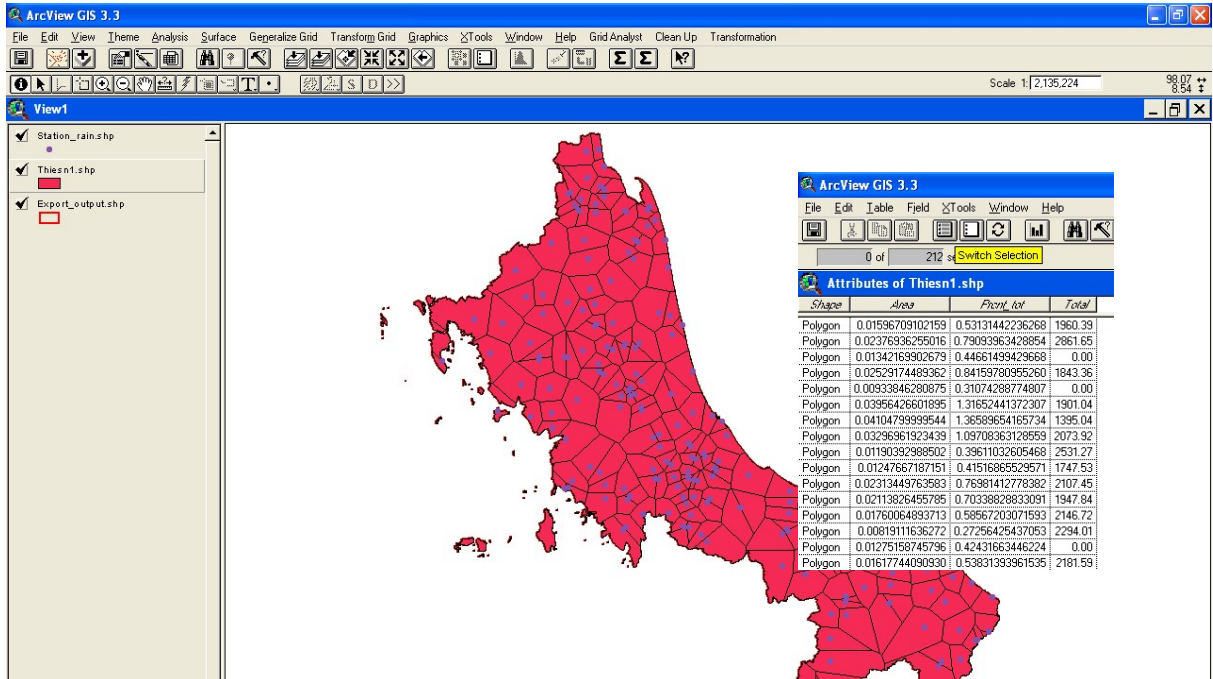 ArcView GIS 3.3
File Edit View Theme Analysis Surface Generalize Grid Transform Grid Graphics XTools Window Help Grid Analyst Clean Up Transformation
T
S D >>
Scale 1: 2,135,224
98.07
8.54
View1
Station_rain.shp
Thiesn1.shp
Export_output.shp
ArcView GIS 3.3
File Edit Table Field XTools Window Help
0 of 212 se Switch Selection
Attributes of Thiesn1.shp
Shape Area Prcnt_tot Total
Polygon 0.01596709102159 0.53131442236268 1960.39
Polygon 0.02376936255016 0.79093963428854 2861.65
Polygon 0.01342169902679 0.44661499429668 0.00
Polygon 0.02529174489362 0.84159780955260 1843.36
Polygon 0.00933846280875 0.31074288774807 0.00
Polygon 0.03956426601895 1.31652441372307 1901.04
Polygon 0.04104799999544 1.36589654165734 1395.04
Polygon 0.03296961923439 1.09708363128559 2073.92
Polygon 0.01190392988502 0.39611032605468 2531.27
Polygon 0.01247667187151 0.41516865529571 1747.53
Polygon 0.02313449763583 0.76981412778382 2107.45
Polygon 0.02113826455785 0.70338828833091 1947.84
Polygon 0.01760064893713 0.58567203071593 2146.72
Polygon 0.00819111636272 0.27256425437053 2294.01
Polygon 0.01275158745796 0.42431663446224 0.00
Polygon 0.01617744090930 0.53831393961535 2181.59